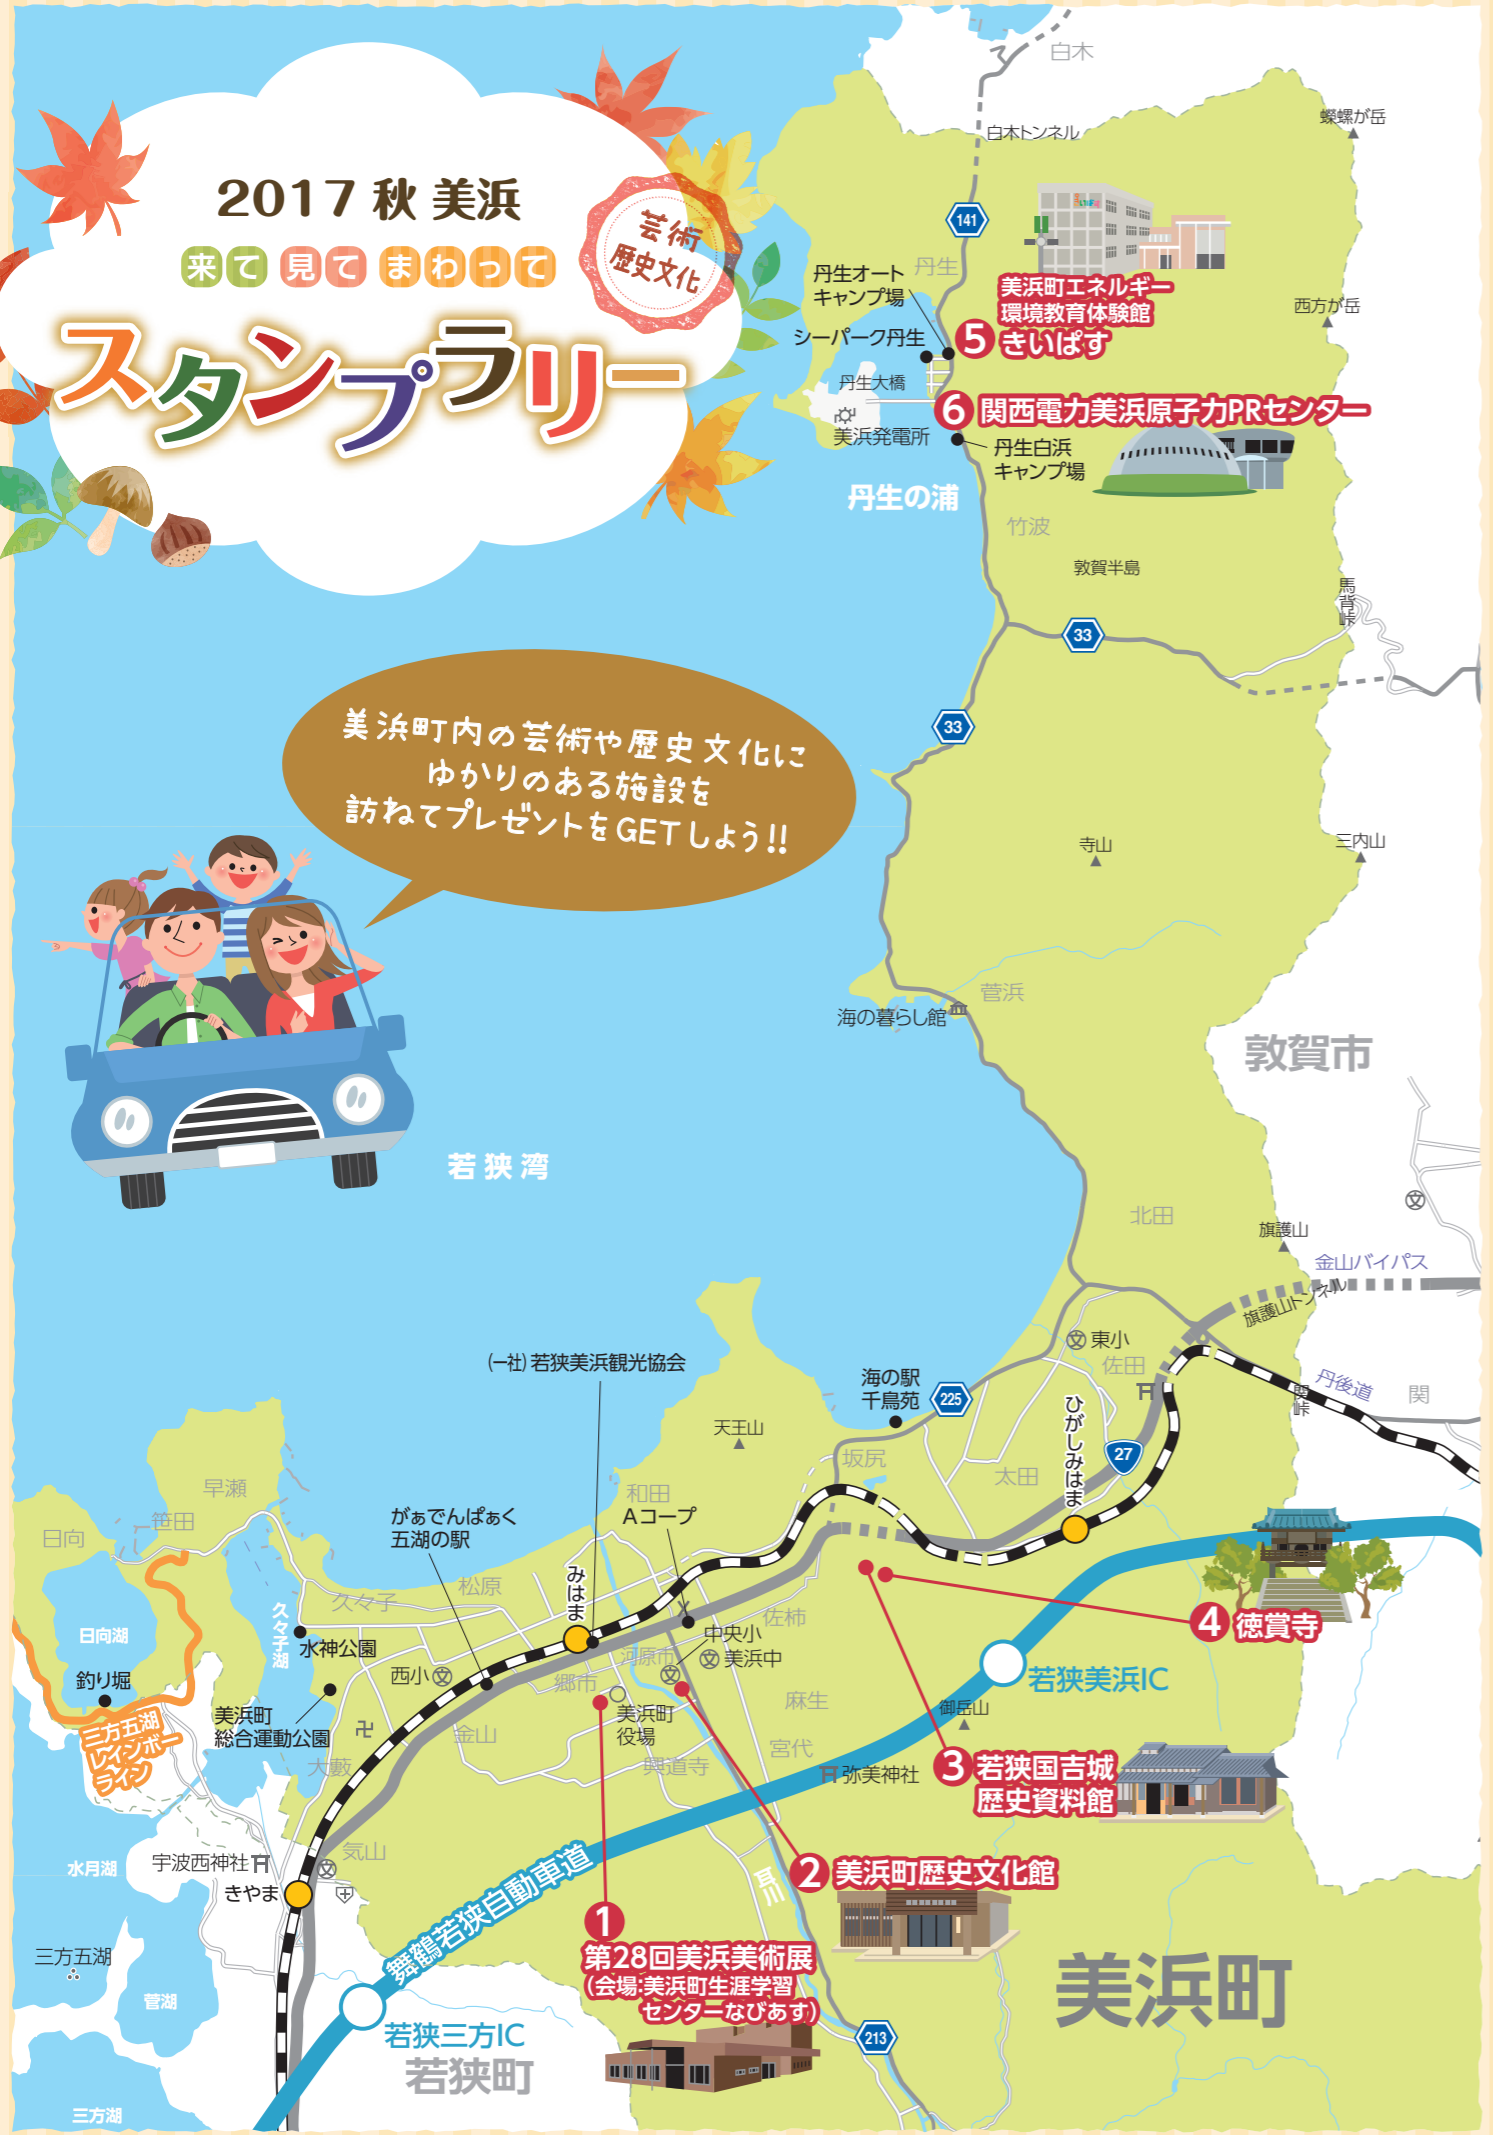 2017 秋 美浜
来て 見て まわって
芸術
歴史文化
スタンプラリー
美浜町内の芸術や歴史文化に
ゆかりのある施設を
訪ねてプレゼントをGETしよう!!
白木
白木トンネル
蠑螺が岳
141
丹生オート
キャンプ場
丹生
美浜町エネルギー
環境教育体験館
5 きいぱす
西方が岳
シーパーク丹生
丹生大橋
美浜発電所
6 関西電力美浜原子力PRセンター
丹生白浜
キャンプ場
丹生の浦
竹波
敦賀半島
馬背峠
33
33
寺山
三内山
菅浜
海の暮らし館
敦賀市
若狭湾
北田
旗護山
金山バイパス
旗護山トンネル
文
文 東小
佐田
丹後道
関峠
関
(一社)若狭美浜観光協会
海の駅
千鳥苑
225
天王山
坂尻
太田
ひがしみはま
27
和田
Aコープ
早瀬
笹田
日向
がぁでんぱぁく
五湖の駅
松原
みはま
久々子
久々子湖
日向湖
水神公園
釣り堀
西小 文
佐柿
中央小
文 美浜中
文
河原市
郷市
美浜町
役場
美浜町
総合運動公園
三方五湖
レインボー
ライン
金山
大藪
麻生
宮代
興道寺
弥美神社
御岳山
若狭美浜IC
4 徳賞寺
3 若狭国吉城
歴史資料館
2 美浜町歴史文化館
耳川
1
第28回美浜美術展
(会場:美浜町生涯学習
センターなびあす)
気山
文
水月湖
宇波西神社
きやま
舞鶴若狭自動車道
三方五湖
菅湖
若狭三方IC
若狭町
三方湖
213
美浜町